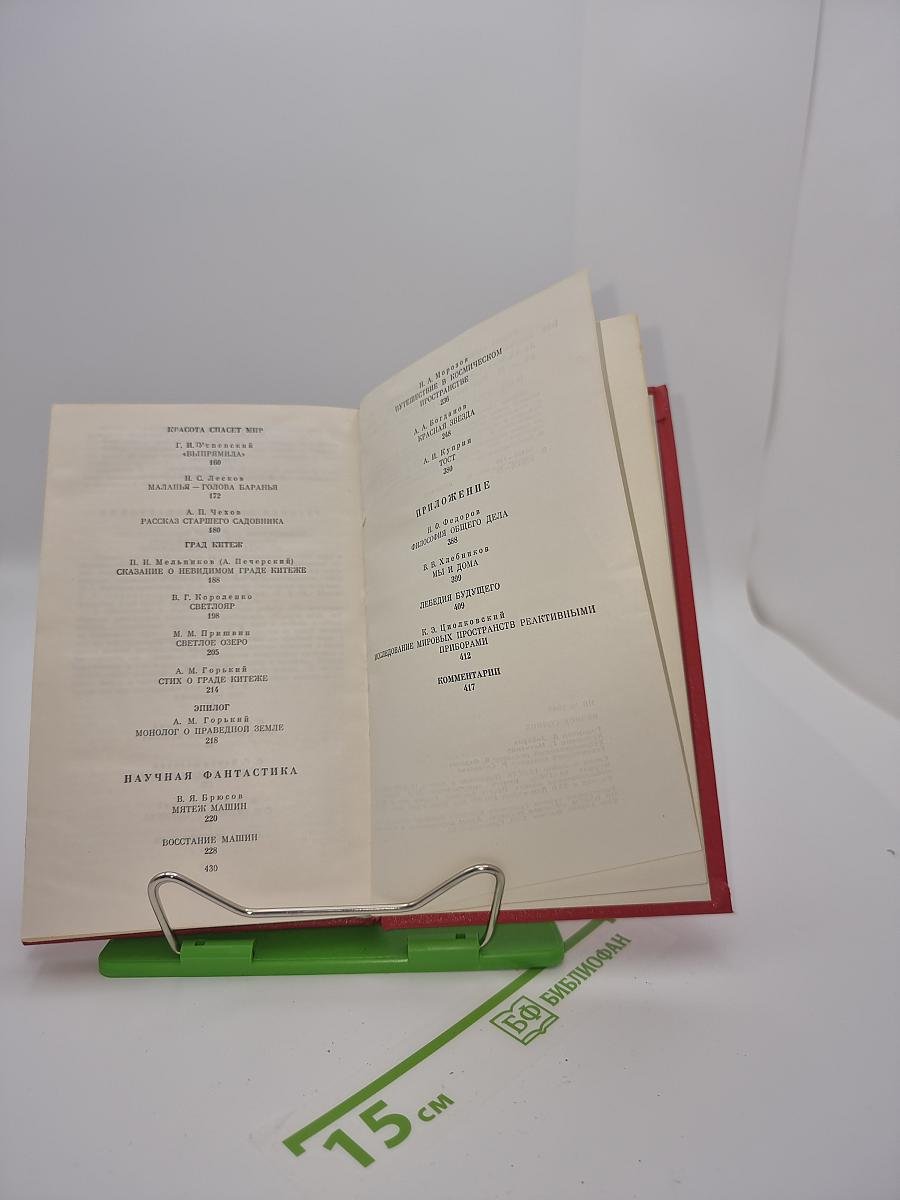 КРАСОТА СПАСЕТ МИР
Г. И. Успенский
«ВЫПРЯМИЛА»
160
Н. С. Лесков
МАЛАНЬЯ — ГОЛОВА БАРАНЬЯ
172
А. П. Чехов
РАССКАЗ СТАРШЕГО САДОВНИКА
180
ГРАД КИТЕЖ
П. И. Мельников (А. Печерский)
СКАЗАНИЕ О НЕВИДИМОМ ГРАДЕ КИТЕЖЕ
188
В. Г. Короленко
СВЕТЛОЯР
198
М. М. Пришвин
СВЕТЛОЕ ОЗЕРО
205
А. М. Горький
СТИХ О ГРАДЕ КИТЕЖЕ
214
ЭПИЛОГ
А. М. Горький
МОНОЛОГ О ПРАВЕДНОЙ ЗЕМЛЕ
218
НАУЧНАЯ ФАНТАСТИКА
В. Я. Брюсов
МЯТЕЖ МАШИН
220
ВОССТАНИЕ МАШИН
228
430
Н. А. Морозов
ПУТЕШЕСТВИЕ В КОСМИЧЕСКОМ
ПРОСТРАНСТВЕ
236
А. А. Богданов
КРАСНАЯ ЗВЕЗДА
248
А. И. Куприн
ТОСТ
380
ПРИЛОЖЕНИЕ
Н. Ф. Федоров
ФИЛОСОФИЯ ОБЩЕГО ДЕЛА
388
В. В. Хлебников
МЫ И ДОМА
399
ЛЕБЕДИЯ БУДУЩЕГО
409
К. Э. Циолковский
ИССЛЕДОВАНИЕ МИРОВЫХ ПРОСТРАНСТВ РЕАКТИВНЫМИ
ПРИБОРАМИ
412
КОММЕНТАРИИ
417
БФ БИБЛИОФАН
15 см